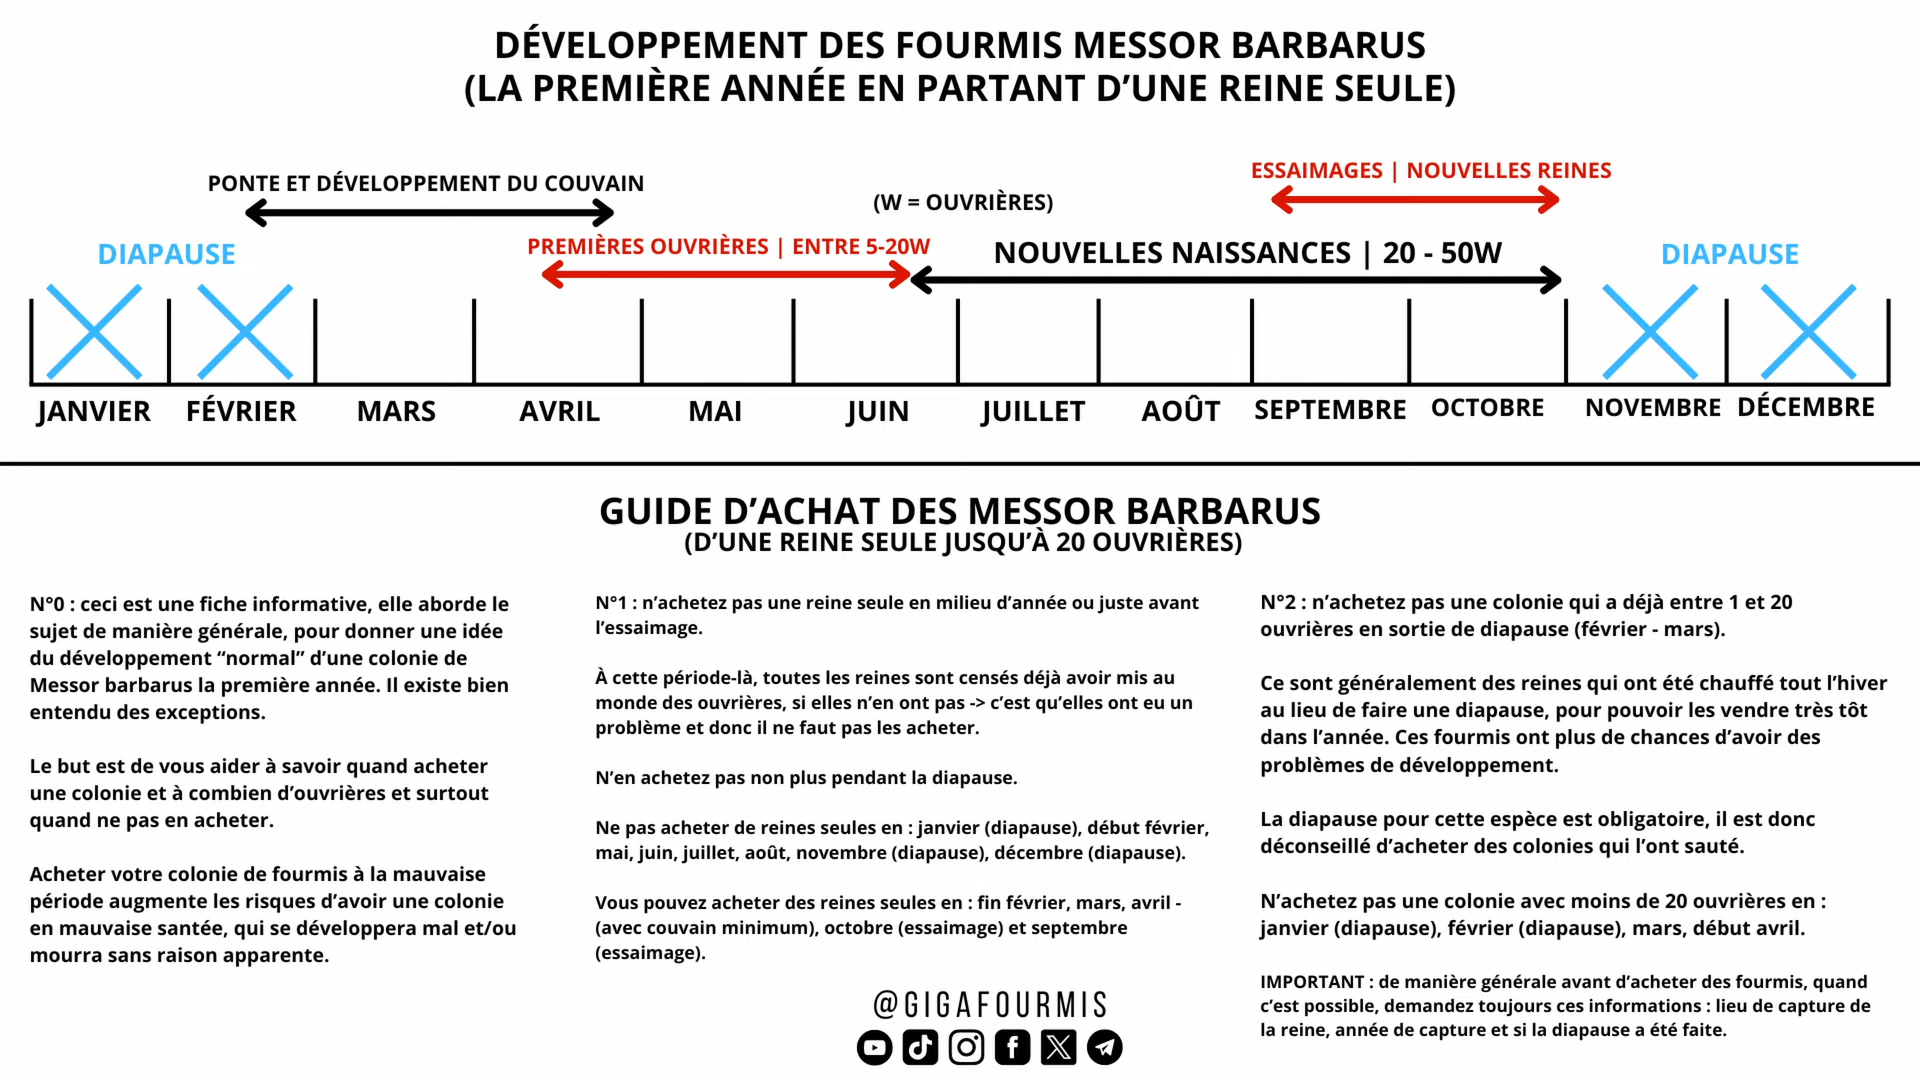 DÉVELOPPEMENT DES FOURMIS MESSOR BARBARUS
(LA PREMIÈRE ANNÉE EN PARTANT D'UNE REINE SEULE)
ESSAIMAGES | NOUVELLES REINES
PONTE ET DÉVELOPPEMENT DU COUVAIN
(W = OUVRIÈRES)
DIAPAUSE
PREMIÈRES OUVRIÈRES | ENTRE 5-20W
NOUVELLES NAISSANCES | 20 - 50W
DIAPAUSE
JANVIER FÉVRIER MARS AVRIL MAI JUIN JUILLET AOÛT SEPTEMBRE OCTOBRE NOVEMBRE DÉCEMBRE
GUIDE D'ACHAT DES MESSOR BARBARUS
(D'UNE REINE SEULE JUSQU'À 20 OUVRIÈRES)
N°0 : ceci est une fiche informative, elle aborde le
sujet de manière générale, pour donner une idée
du développement “normal” d'une colonie de
Messor barbarus la première année. Il existe bien
entendu des exceptions.
Le but est de vous aider à savoir quand acheter
une colonie et à combien d'ouvrières et surtout
quand ne pas en acheter.
Acheter votre colonie de fourmis à la mauvaise
période augmente les risques d'avoir une colonie
en mauvaise santée, qui se développera mal et/ou
mourra sans raison apparente.
N°1 : n'achetez pas une reine seule en milieu d'année ou juste avant
l'essaimage.
À cette période-là, toutes les reines sont censés déjà avoir mis au
monde des ouvrières, si elles n'en ont pas -> c'est qu'elles ont eu un
problème et donc il ne faut pas les acheter.
N'en achetez pas non plus pendant la diapause.
Ne pas acheter de reines seules en : janvier (diapause), début février,
mai, juin, juillet, août, novembre (diapause), décembre (diapause).
Vous pouvez acheter des reines seules en : fin février, mars, avril -
(avec couvain minimum), octobre (essaimage) et septembre
(essaimage).
N°2 : n'achetez pas une colonie qui a déjà entre 1 et 20
ouvrières en sortie de diapause (février - mars).
Ce sont généralement des reines qui ont été chauffé tout l'hiver
au lieu de faire une diapause, pour pouvoir les vendre très tôt
dans l'année. Ces fourmis ont plus de chances d'avoir des
problèmes de développement.
La diapause pour cette espèce est obligatoire, il est donc
déconseillé d'acheter des colonies qui l'ont sauté.
N'achetez pas une colonie avec moins de 20 ouvrières en :
janvier (diapause), février (diapause), mars, début avril.
IMPORTANT : de manière générale avant d'acheter des fourmis, quand
c'est possible, demandez toujours ces informations : lieu de capture de
la reine, année de capture et si la diapause a été faite.
@GIGAFOURMIS